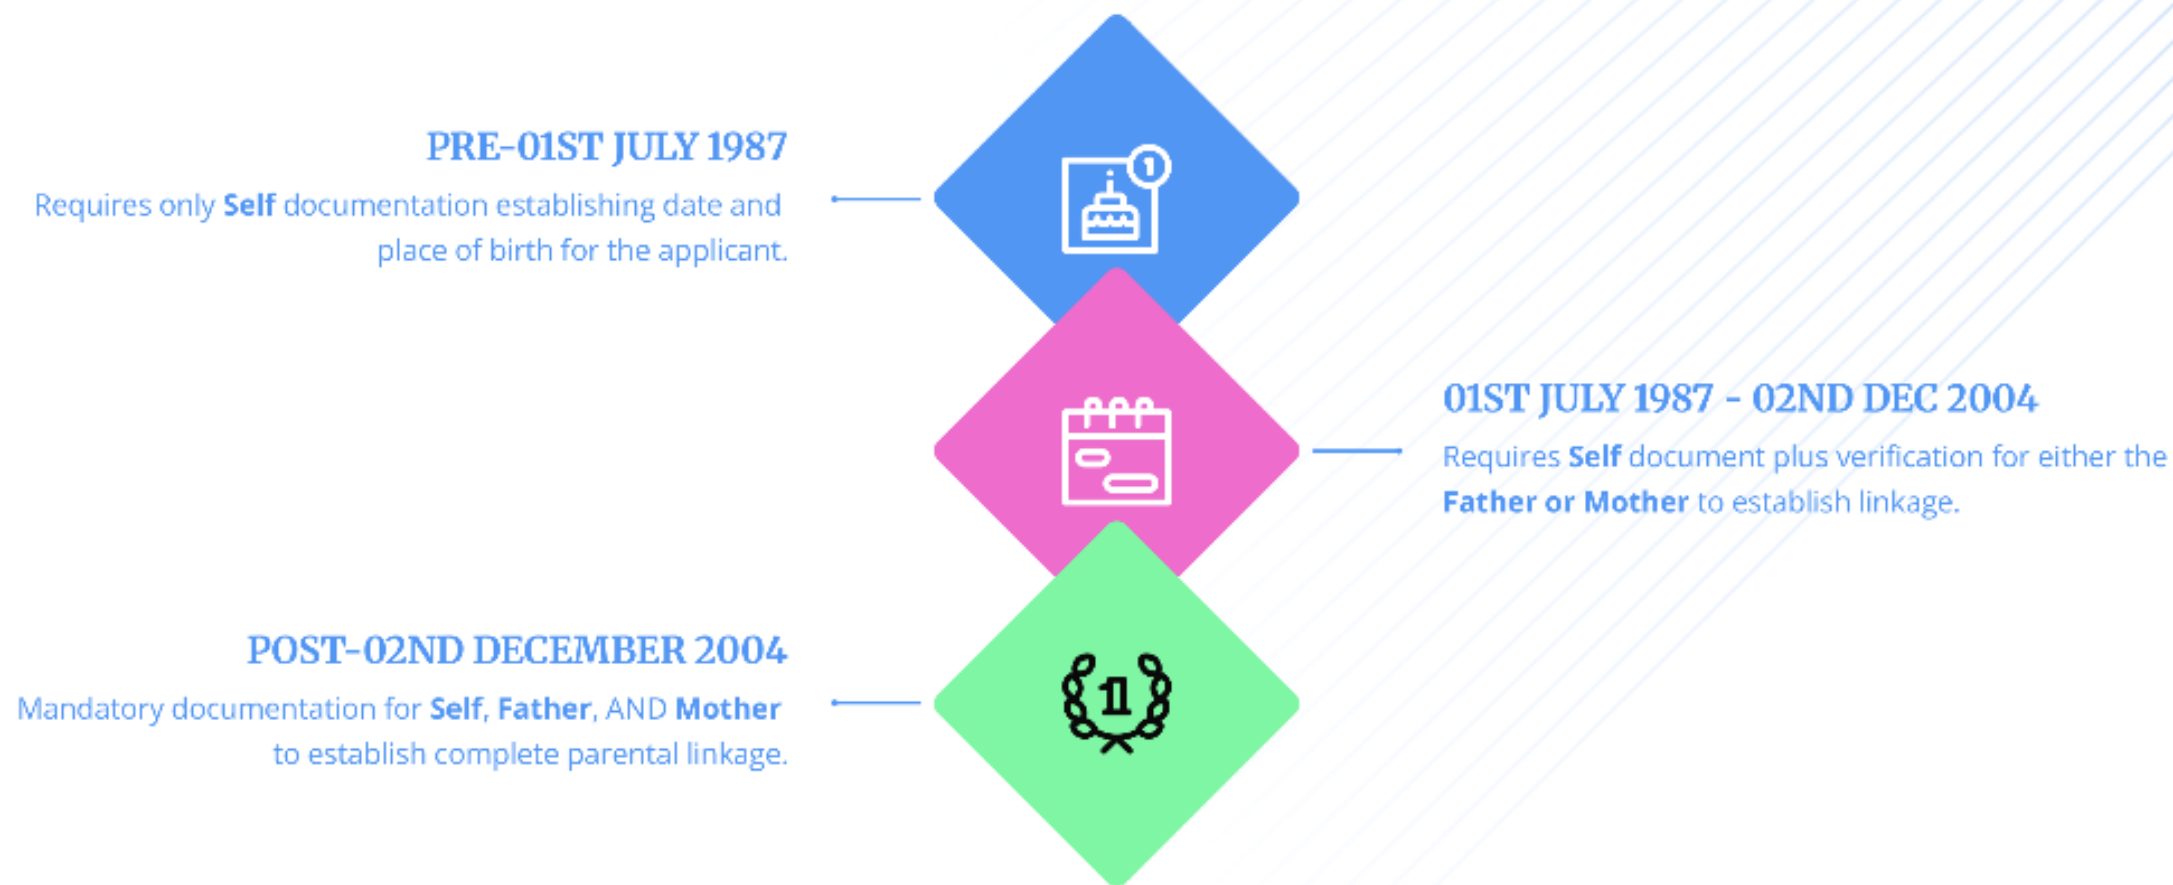 PRE-01ST JULY 1987
Requires only Self documentation establishing date and
place of birth for the applicant.
1
01ST JULY 1987 - 02ND DEC 2004
Requires Self document plus verification for either the
Father or Mother to establish linkage.
POST-02ND DECEMBER 2004
Mandatory documentation for Self, Father, AND Mother
to establish complete parental linkage.
1